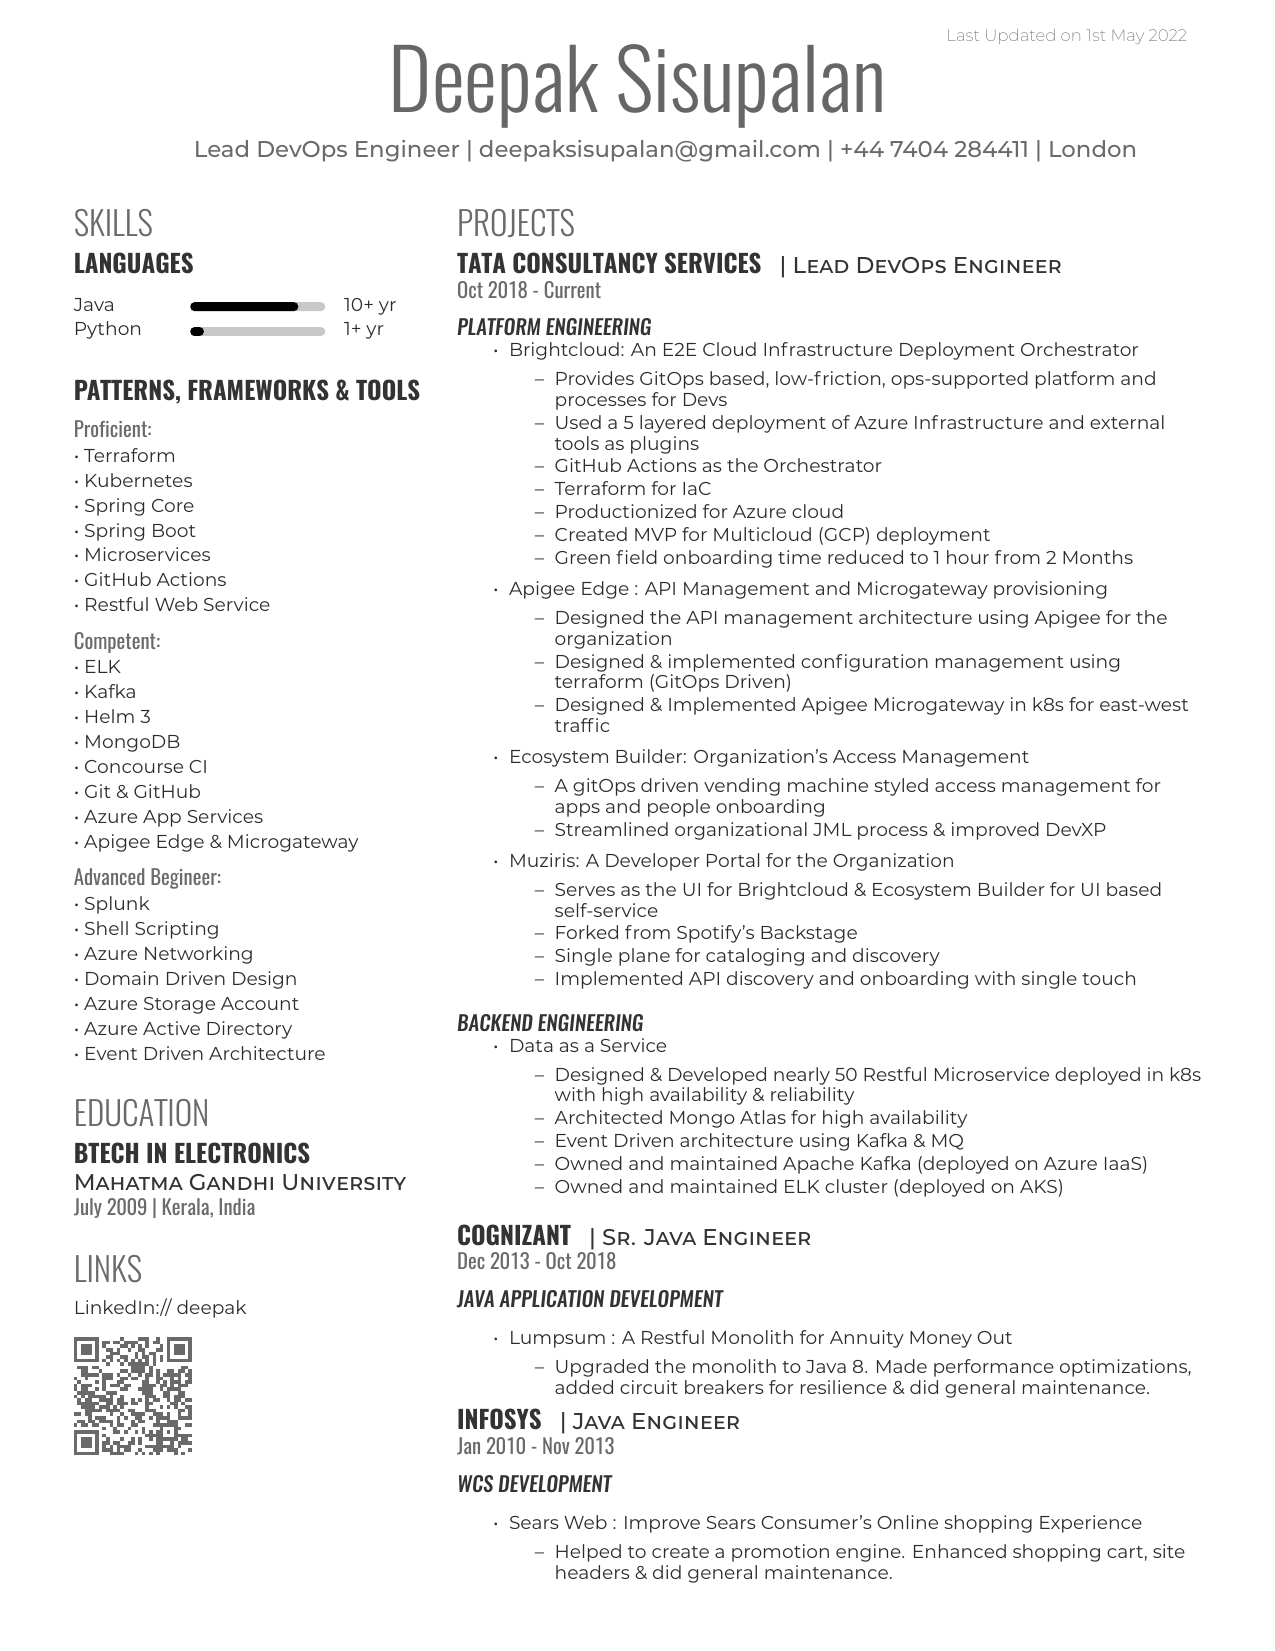 Last Updated on 1st May 2022
Deepak Sisupalan
Lead DevOps Engineer | deepaksisupalan@gmail.com | +44 7404 284411 | London
SKILLS
LANGUAGES
Java 10+ yr
Python 1+ yr
PATTERNS, FRAMEWORKS & TOOLS
Proficient:
• Terraform
• Kubernetes
• Spring Core
• Spring Boot
• Microservices
• GitHub Actions
• Restful Web Service
Competent:
• ELK
• Kafka
• Helm 3
• MongoDB
• Concourse CI
• Git & GitHub
• Azure App Services
• Apigee Edge & Microgateway
Advanced Begineer:
• Splunk
• Shell Scripting
• Azure Networking
• Domain Driven Design
• Azure Storage Account
• Azure Active Directory
• Event Driven Architecture
EDUCATION
BTECH IN ELECTRONICS
Mahatma Gandhi University
July 2009 | Kerala, India
LINKS
LinkedIn:// deepak
PROJECTS
TATA CONSULTANCY SERVICES | Lead DevOps Engineer
Oct 2018 - Current
PLATFORM ENGINEERING
• Brightcloud: An E2E Cloud Infrastructure Deployment Orchestrator
– Provides GitOps based, low-friction, ops-supported platform and
processes for Devs
– Used a 5 layered deployment of Azure Infrastructure and external
tools as plugins
– GitHub Actions as the Orchestrator
– Terraform for IaC
– Productionized for Azure cloud
– Created MVP for Multicloud (GCP) deployment
– Green field onboarding time reduced to 1 hour from 2 Months
• Apigee Edge : API Management and Microgateway provisioning
– Designed the API management architecture using Apigee for the
organization
– Designed & implemented configuration management using
terraform (GitOps Driven)
– Designed & Implemented Apigee Microgateway in k8s for east-west
traffic
• Ecosystem Builder: Organization's Access Management
– A gitOps driven vending machine styled access management for
apps and people onboarding
– Streamlined organizational JML process & improved DevXP
• Muziris: A Developer Portal for the Organization
– Serves as the UI for Brightcloud & Ecosystem Builder for UI based
self-service
– Forked from Spotify's Backstage
– Single plane for cataloging and discovery
– Implemented API discovery and onboarding with single touch
BACKEND ENGINEERING
• Data as a Service
– Designed & Developed nearly 50 Restful Microservice deployed in k8s
with high availability & reliability
– Architected Mongo Atlas for high availability
– Event Driven architecture using Kafka & MQ
– Owned and maintained Apache Kafka (deployed on Azure IaaS)
– Owned and maintained ELK cluster (deployed on AKS)
COGNIZANT | Sr. Java Engineer
Dec 2013 - Oct 2018
JAVA APPLICATION DEVELOPMENT
• Lumpsum : A Restful Monolith for Annuity Money Out
– Upgraded the monolith to Java 8. Made performance optimizations,
added circuit breakers for resilience & did general maintenance.
INFOSYS | Java Engineer
Jan 2010 - Nov 2013
WCS DEVELOPMENT
• Sears Web : Improve Sears Consumer's Online shopping Experience
– Helped to create a promotion engine. Enhanced shopping cart, site
headers & did general maintenance.